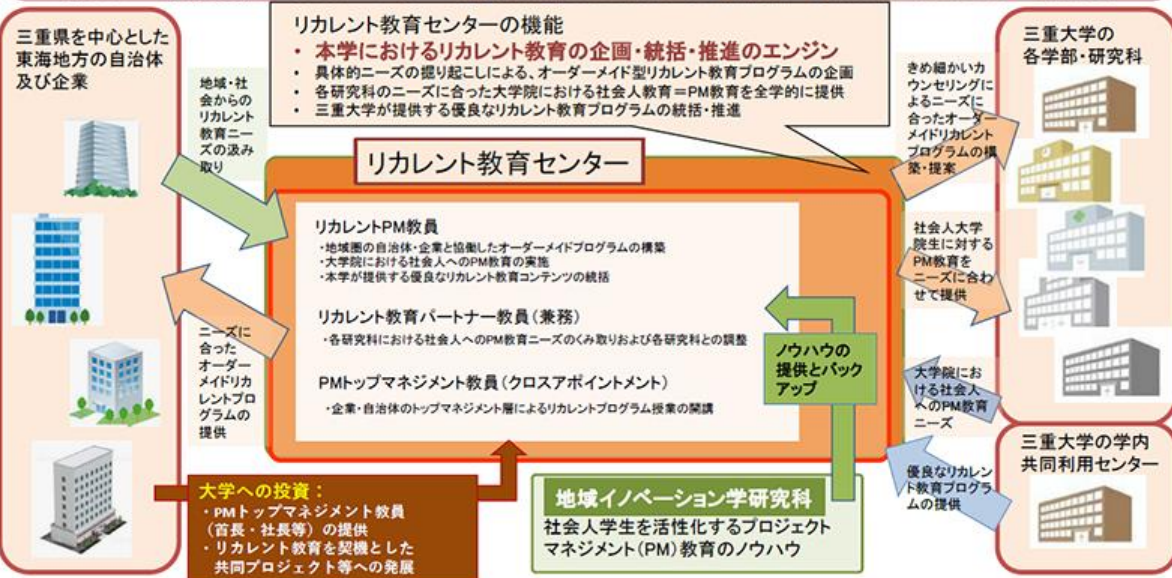 リカレント教育センターの機能
・ 本学におけるリカレント教育の企画・統括・推進のエンジン
・ 具体的ニーズの掘り起こしによる、オーダーメイド型リカレント教育プログラムの企画
・ 各研究科のニーズに合った大学院における社会人教育＝PM教育を全学的に提供
・ 三重大学が提供する優良なリカレント教育プログラムの統括・推進
三重県を中心とした
東海地方の自治体
及び企業
地域・社
会からの
リカレント
教育ニー
ズの汲み
取り
ニーズに
合った
オーダー
メイドリカ
レントプロ
グラムの
提供
リカレント教育センター
リカレントPM教員
・地域圏の自治体・企業と協働したオーダーメイドプログラムの構築
・大学院における社会人へのPM教育の実施
・本学が提供する優良なリカレント教育コンテンツの統括
リカレント教育パートナー教員（兼務）
・各研究科における社会人へのPM教育ニーズのくみ取りおよび各研究科との調整
PMトップマネジメント教員（クロスアポイントメント）
・企業・自治体のトップマネジメント層によるリカレントプログラム授業の開講
ノウハウの
提供とバック
アップ
大学への投資：
・PMトップマネジメント教員
（首長・社長等）の提供
・リカレント教育を契機とした
共同プロジェクト等への発展
地域イノベーション学研究科
社会人学生を活性化するプロジェクト
マネジメント（PM）教育のノウハウ
きめ細かいカ
ウンセリングに
よるニーズに
合ったオーダー
メイドリカレント
プログラムの構
築・提案
社会人大学
院生に対する
PM教育を
ニーズに合わ
せて提供
大学院にお
ける社会人
へのPM教育
ニーズ
優良なリカレン
ト教育プログラ
ムの提供
三重大学の
各学部・研究科
三重大学の学内
共同利用センター